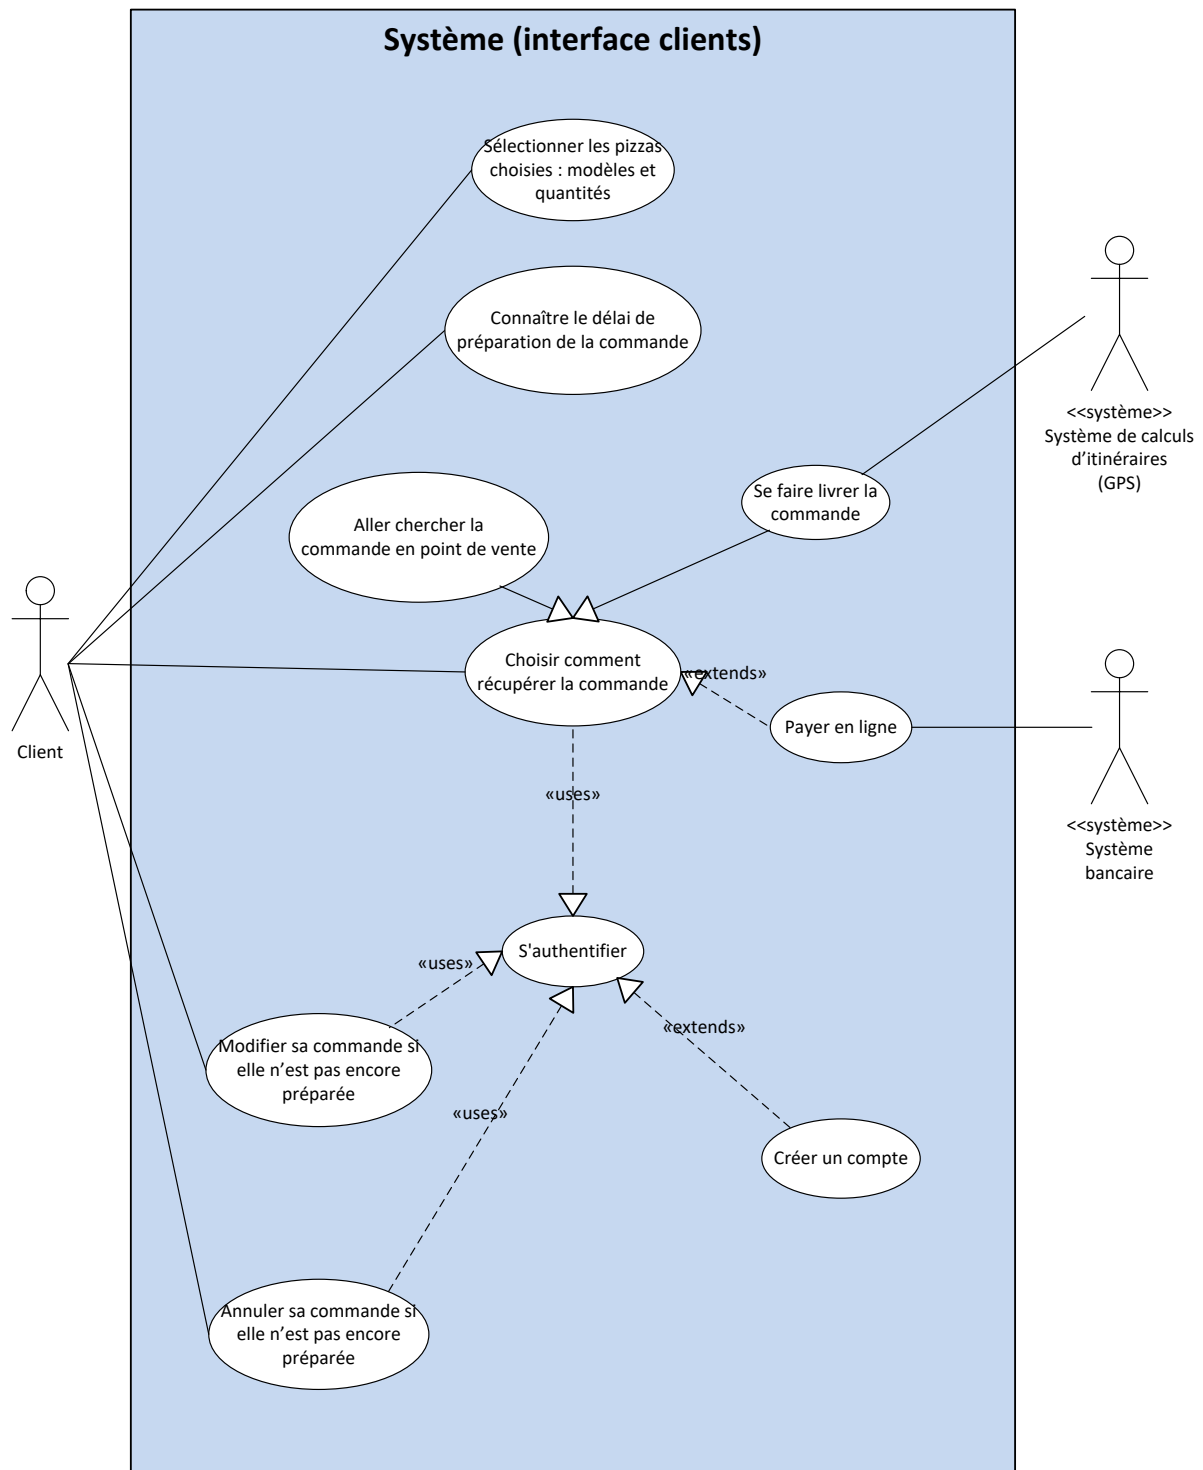 Système (interface clients)
Sélectionner les pizzas
choisies : modèles et
quantités
Connaître le délai de
préparation de la commande
<<système>>
Système de calculs
d’itinéraires
(GPS)
Se faire livrer la
commande
Aller chercher la
commande en point de vente
Choisir comment
récupérer la commande
«extends»
Payer en ligne
Client
<<système>>
Système
bancaire
«uses»
S'authentifier
«uses»
«extends»
Modifier sa commande si
elle n’est pas encore
préparée
«uses»
Créer un compte
Annuler sa commande si
elle n’est pas encore
préparée